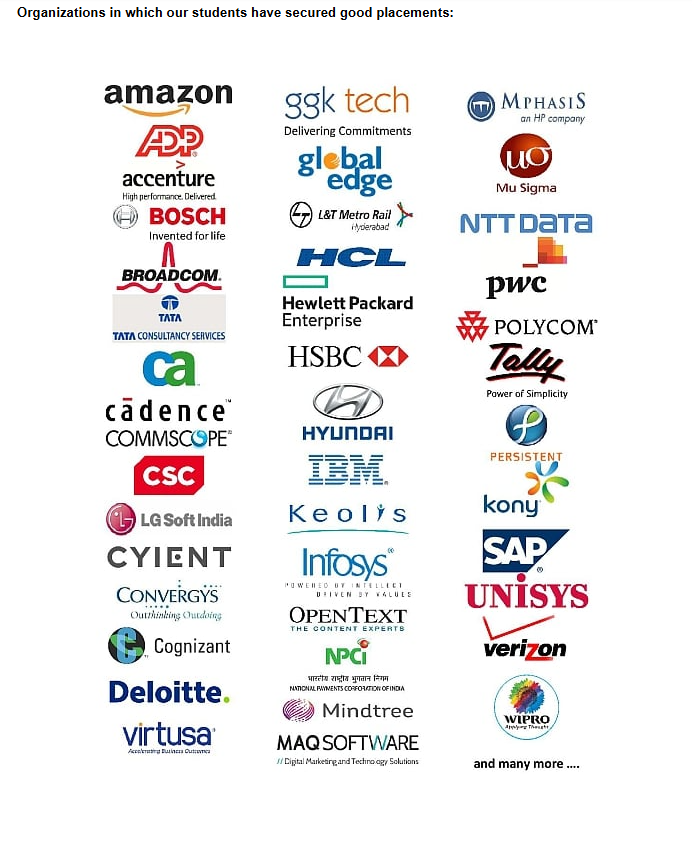 Organizations in which our students have secured good placements:
amazon
ADP
accenture
High performance. Delivered.
BOSCH
Invented for life
BROADCOM.
TATA
TATA CONSULTANCY SERVICES
ca
cādence™
COMMSCOPE®
CSC
LG Soft India
CYIENT
CONVERGYS
Outthinking Outdoing
Cognizant
Deloitte.
virtusa
Accelerating Business Outcomes
ggk tech
Delivering Commitments
global
edge
L&T Metro Rail
Hyderabad
HCL
Hewlett Packard
Enterprise
HSBC
HYUNDAI
IBM®
Keolis
Infosys®
POWERED BY INTELLECT
DRIVEN BY VALUES
OPENTEXT
THE CONTENT EXPERTS
NPCI
भारतीय राष्ट्रीय भुगतान निगम
NATIONAL PAYMENTS CORPORATION OF INDIA
Mindtree
MAQ SOFTWARE
// Digital Marketing and Technology Solutions
MPHASIS
an HP company
μσ
Mu Sigma
NTT DATA
pwc
POLYCOM®
Tally
Power of Simplicity
PERSISTENT
kony
SAP®
UNISYS
verizon
WIPRO
Applying Thought
and many more ....